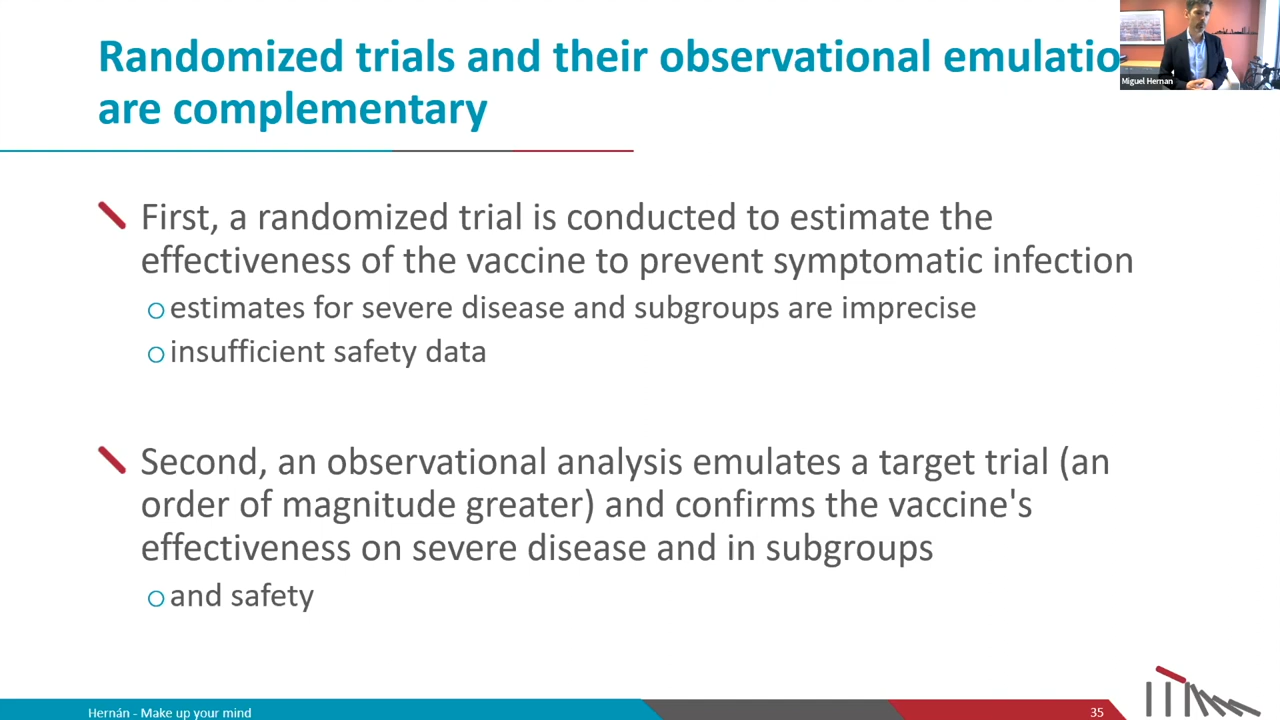 Randomized trials and their observational emulatio
are complementary
Miguel Hernan
First, a randomized trial is conducted to estimate the
effectiveness of the vaccine to prevent symptomatic infection
estimates for severe disease and subgroups are imprecise
insufficient safety data
Second, an observational analysis emulates a target trial (an
order of magnitude greater) and confirms the vaccine's
effectiveness on severe disease and in subgroups
and safety
Hernán - Make up your mind
35